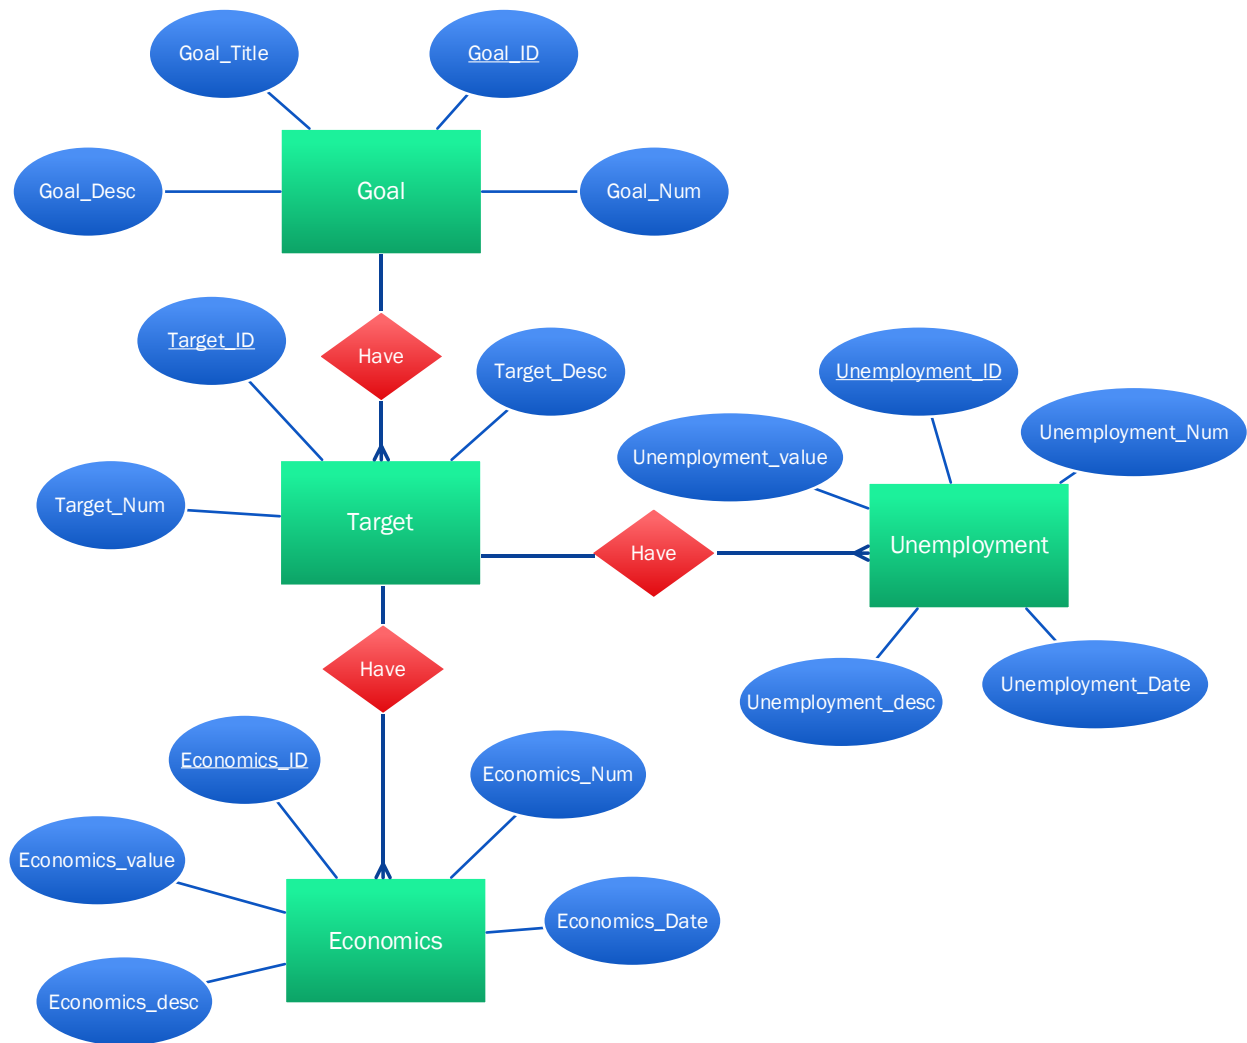 Goal_Title
Goal_ID
Goal_Desc
Goal
Goal_Num
Target_ID
Have
Target_Desc
Unemployment_ID
Unemployment_Num
Unemployment_value
Target_Num
Target
Have
Unemployment
Have
Unemployment_desc
Unemployment_Date
Economics_ID
Economics_Num
Economics_value
Economics_Date
Economics
Economics_desc